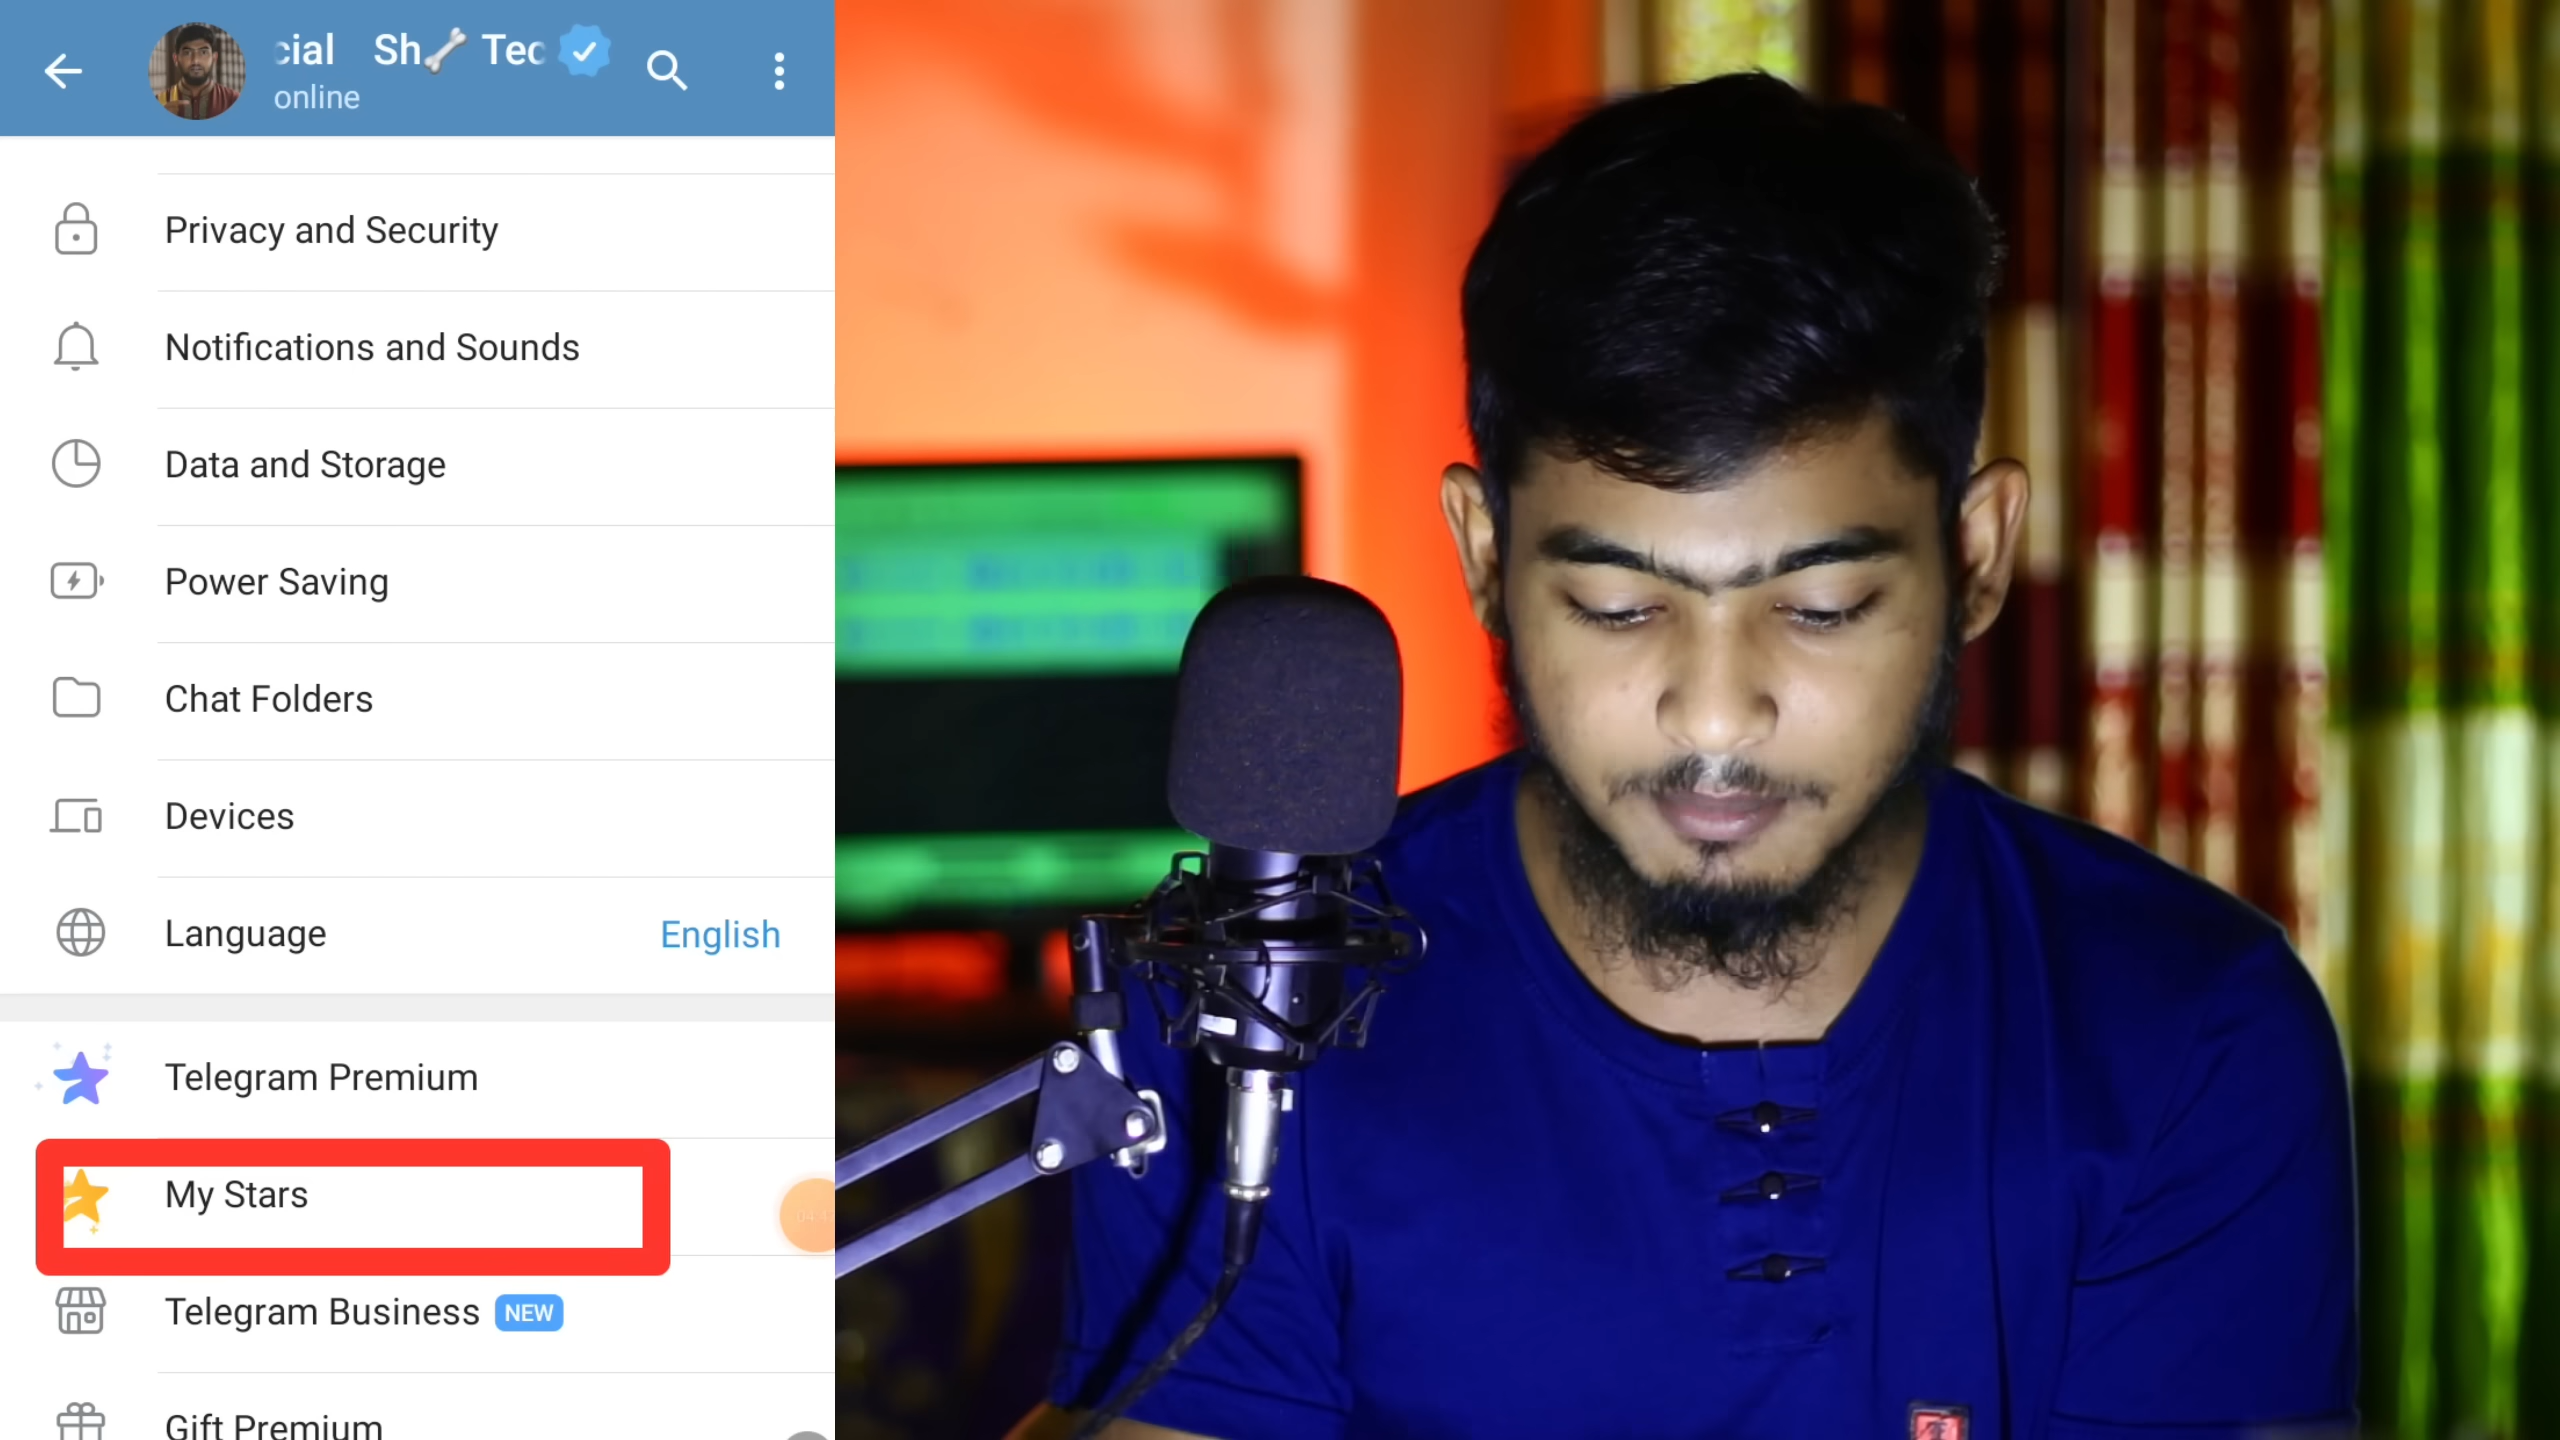 cial Sh🦴 Tec
online
Privacy and Security
Notifications and Sounds
Data and Storage
Power Saving
Chat Folders
Devices
Language English
Telegram Premium
My Stars
Telegram Business NEW
Gift Premium